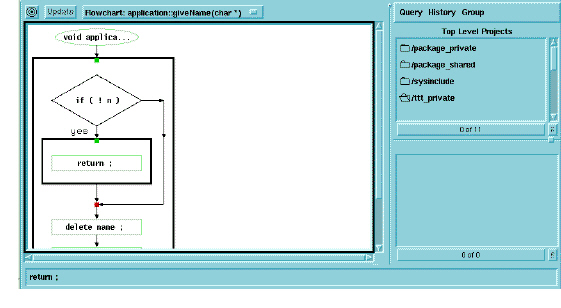 Update
Flowchart: application::giveName(char *)
void applica...
if ( ! n )
yes
return ;
delete name ;
return ;
Query History Group
Top Level Projects
/package_private
/package_shared
/sysinclude
/ttt_private
0 of 11
0 of 0